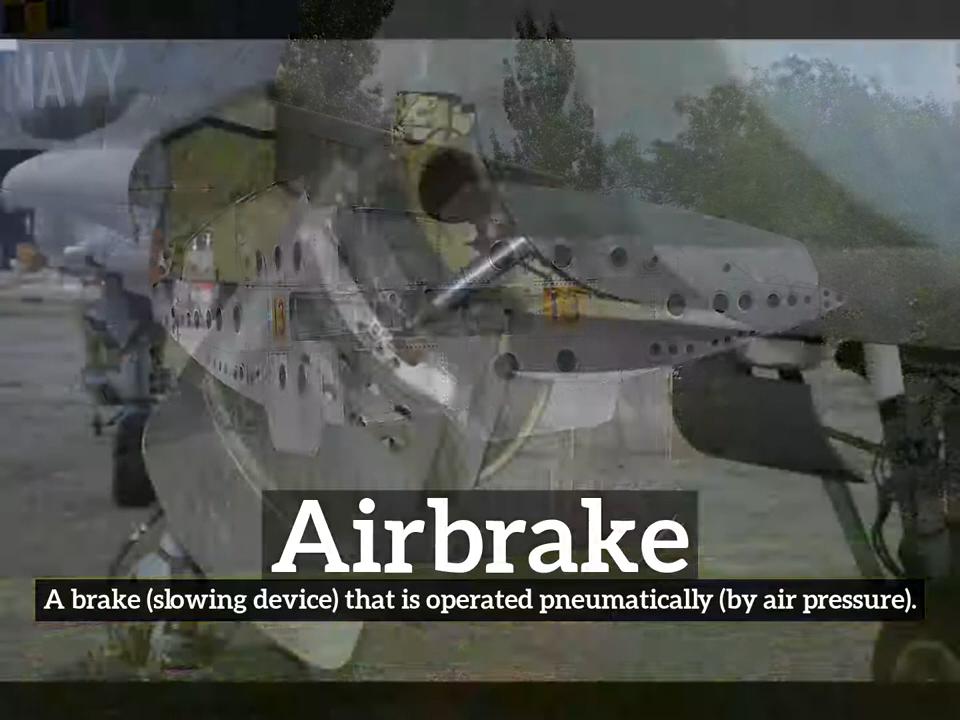 NAVY
Airbrake
A brake (slowing device) that is operated pneumatically (by air pressure).